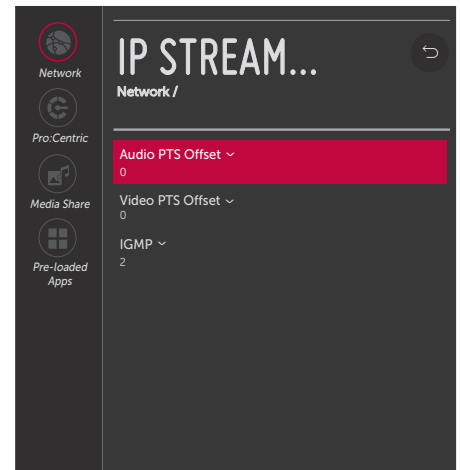 Network
Pro:Centric
Media Share
Pre-loaded
Apps
IP STREAM...
Network /
Audio PTS Offset
0
Video PTS Offset
0
IGMP
2